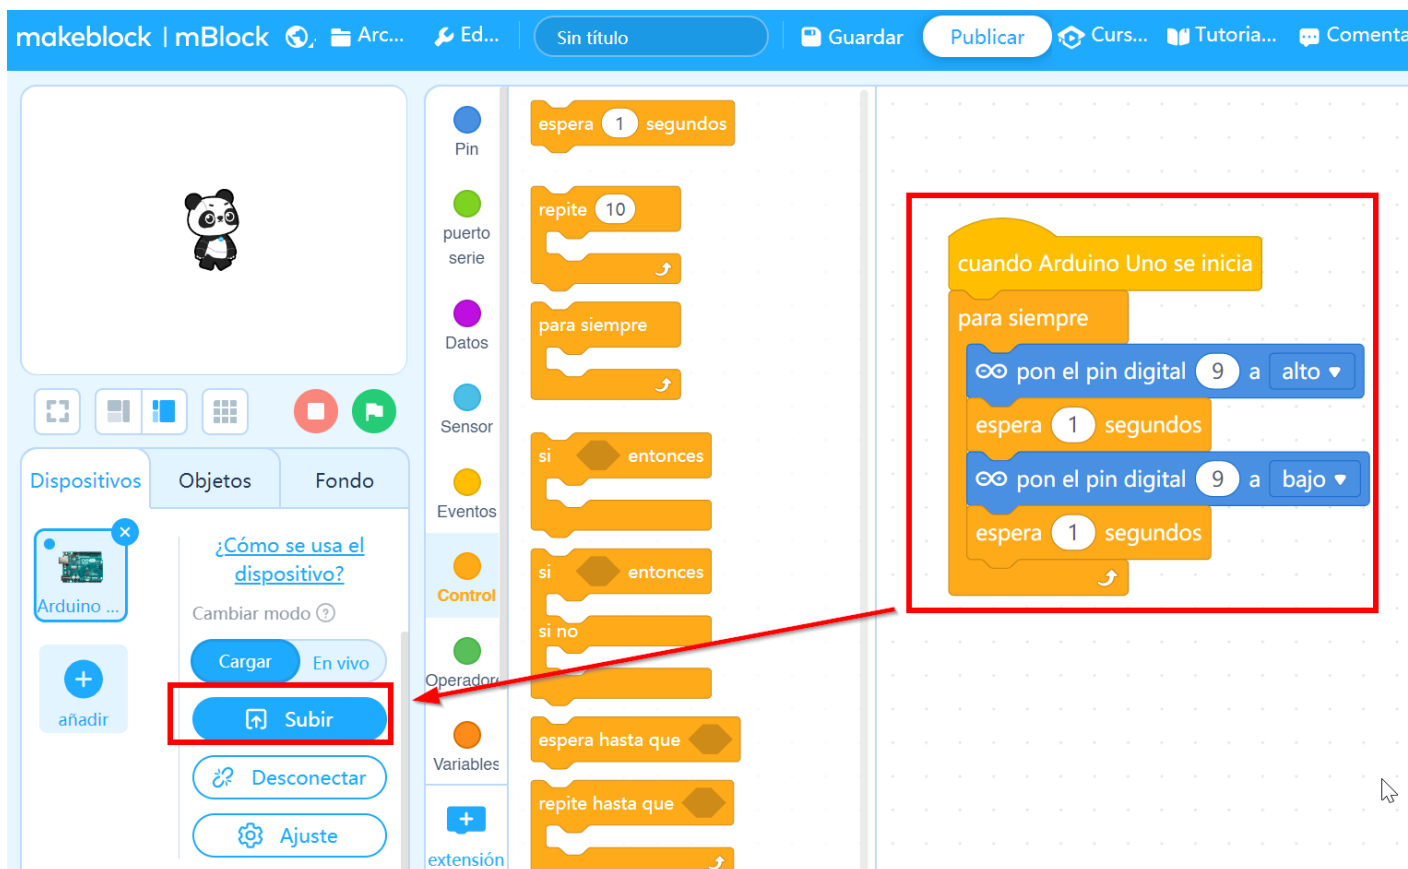 makeblock | mBlock
Arc...
Ed...
Sin título
Guardar
Publicar
Curs...
Tutoria...
Comenta
Dispositivos
Objetos
Fondo
Arduino ...
añadir
¿Cómo se usa el
dispositivo?
Cambiar modo ?
Cargar
En vivo
Subir
Desconectar
Ajuste
Pin
puerto
serie
Datos
Sensor
Eventos
Control
Operadore
Variables
extensión
espera 1 segundos
repite 10
para siempre
si entonces
si entonces
si no
espera hasta que
repite hasta que
cuando Arduino Uno se inicia
para siempre
pon el pin digital 9 a alto
espera 1 segundos
pon el pin digital 9 a bajo
espera 1 segundos